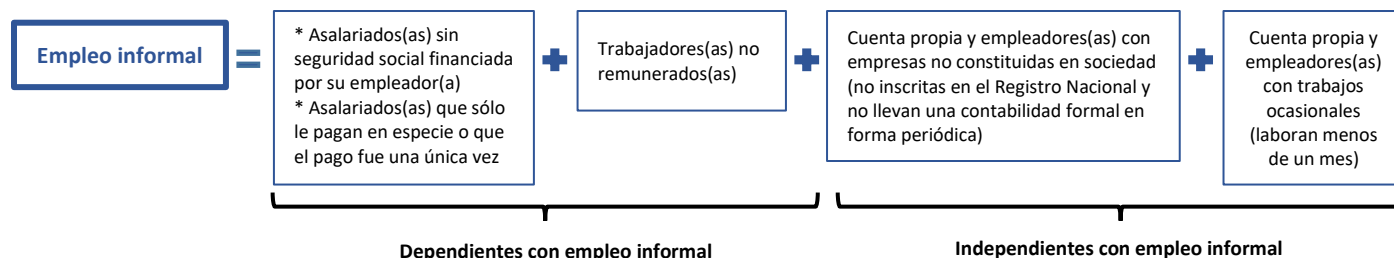 Empleo informal
=
* Asalariados(as) sin
seguridad social financiada
por su empleador(a)
* Asalariados(as) que sólo
le pagan en especie o que
el pago fue una única vez
+
Trabajadores(as) no
remunerados(as)
+
Cuenta propia y empleadores(as) con
empresas no constituidas en sociedad
(no inscritas en el Registro Nacional y
no llevan una contabilidad formal en
forma periódica)
+
Cuenta propia y
empleadores(as)
con trabajos
ocasionales
(laboran menos
de un mes)
Dependientes con empleo informal
Independientes con empleo informal